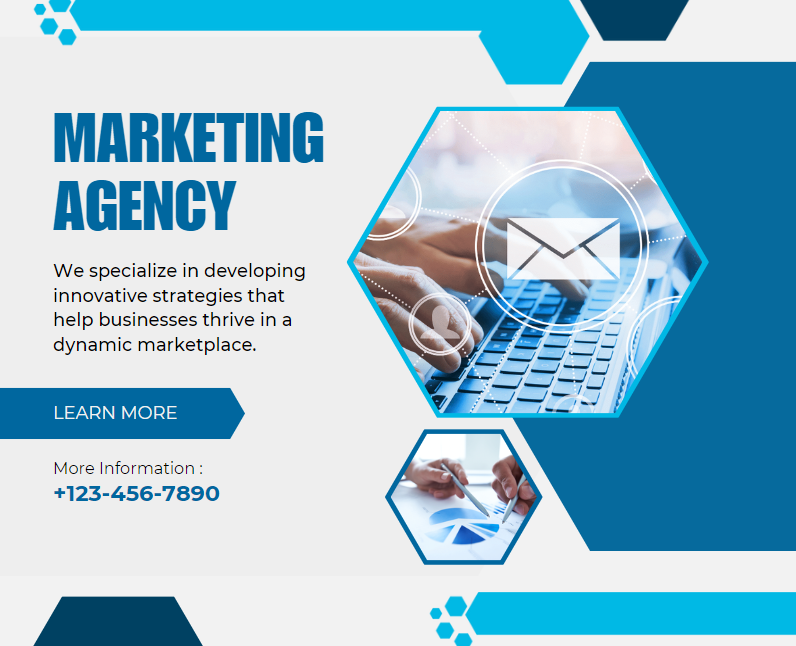 MARKETING
AGENCY
We specialize in developing
innovative strategies that
help businesses thrive in a
dynamic marketplace.
LEARN MORE
More Information :
+123-456-7890